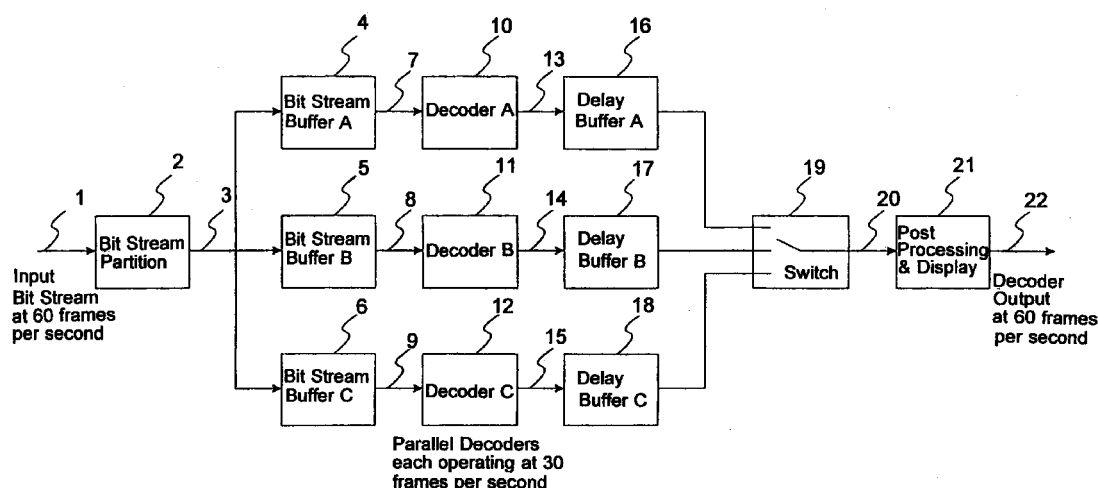 4
10
16
7
13
Bit Stream
Buffer A
Decoder A
Delay
Buffer A
2
5
11
17
19
21
1
3
8
14
20
22
Bit Stream
Partition
Bit Stream
Buffer B
Decoder B
Delay
Buffer B
Switch
Post
Processing
& Display
Input
Bit Stream
at 60 frames
per second
Decoder
Output
at 60 frames
per second
6
12
18
9
15
Bit Stream
Buffer C
Decoder C
Delay
Buffer C
Parallel Decoders
each operating at 30
frames per second